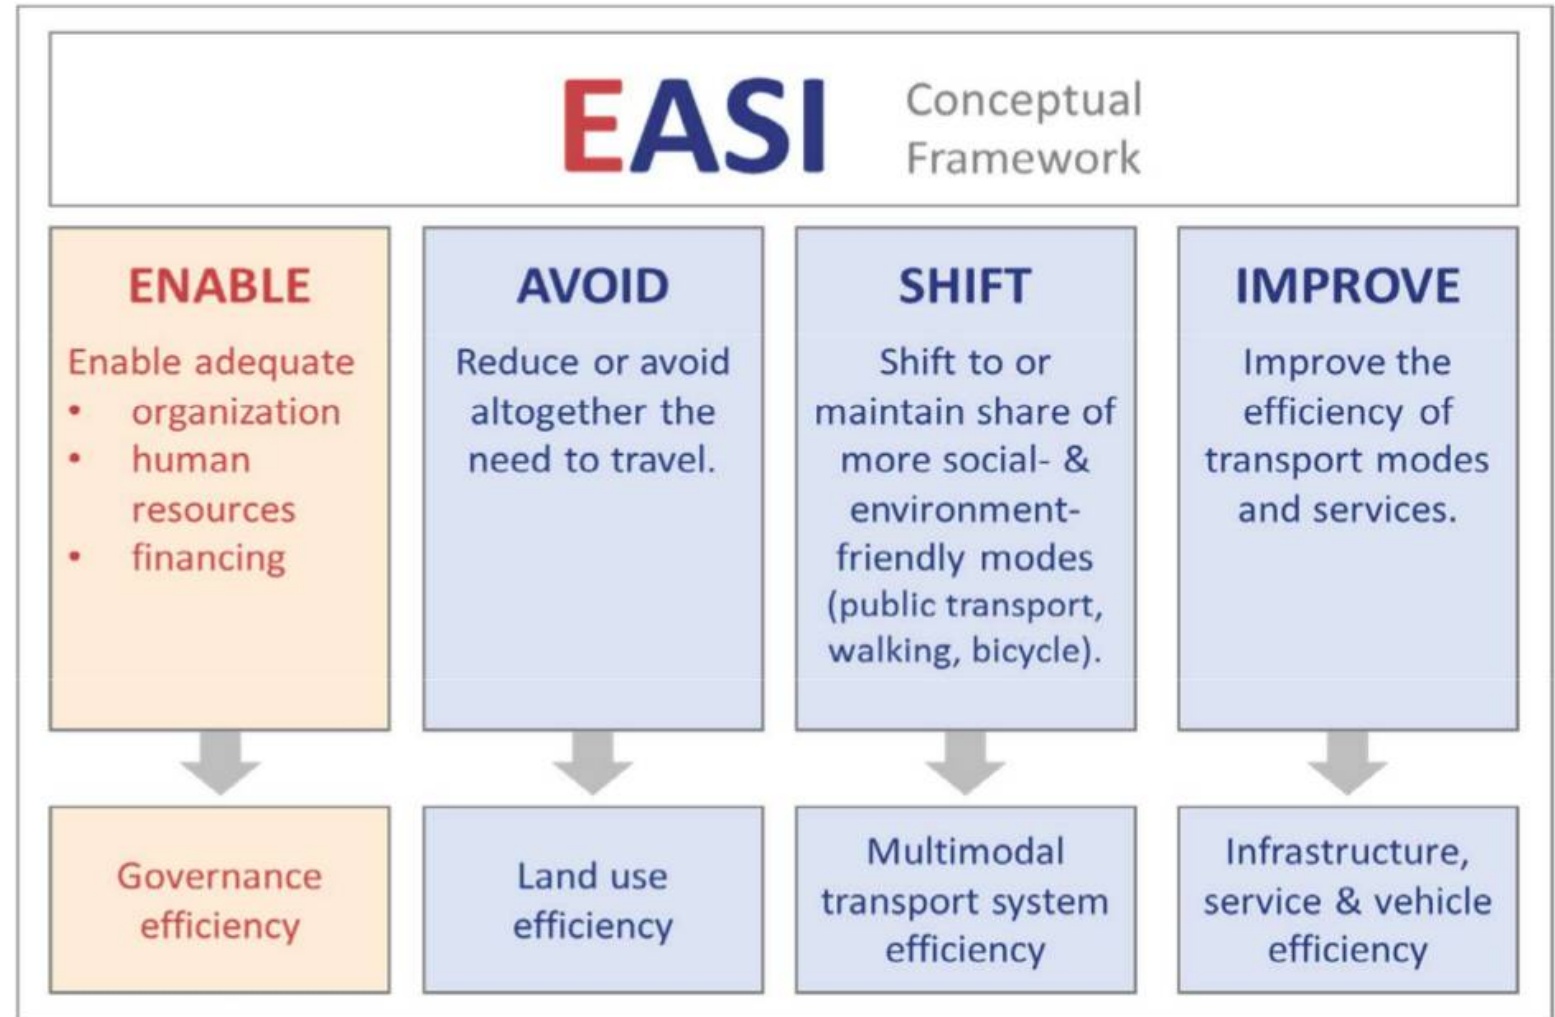 EASI
Conceptual
Framework
ENABLE
Enable adequate
• organization
• human
resources
• financing
AVOID
Reduce or avoid
altogether the
need to travel.
SHIFT
Shift to or
maintain share of
more social- &
environment-
friendly modes
(public transport,
walking, bicycle).
IMPROVE
Improve the
efficiency of
transport modes
and services.
Governance
efficiency
Land use
efficiency
Multimodal
transport system
efficiency
Infrastructure,
service & vehicle
efficiency